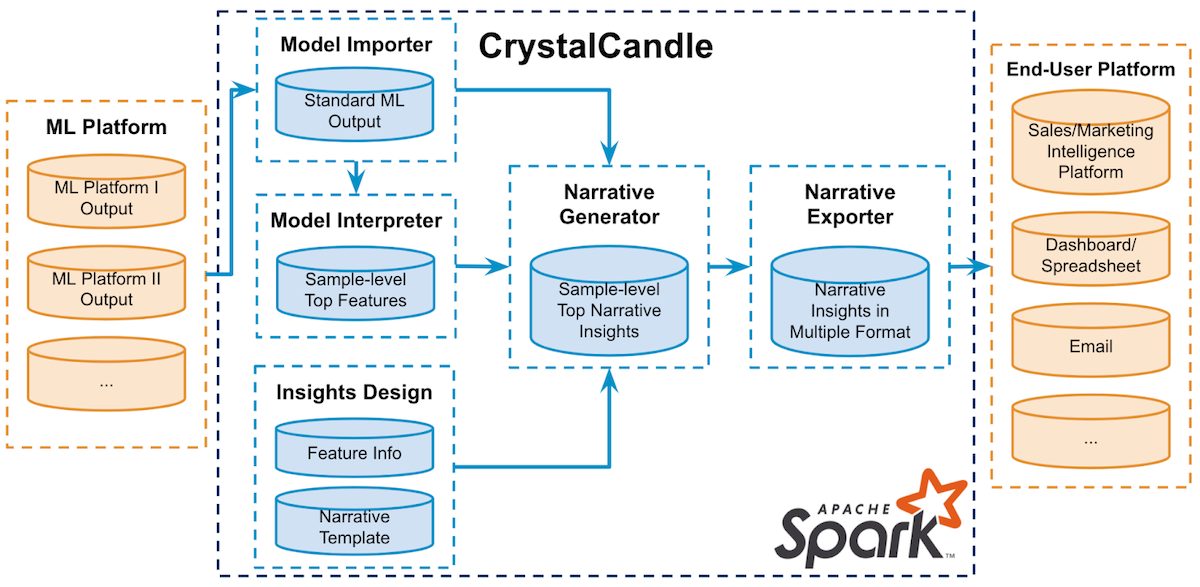 CrystalCandle
ML Platform
ML Platform I
Output
ML Platform II
Output
...
Model Importer
Standard ML
Output
Model Interpreter
Sample-level
Top Features
Insights Design
Feature Info
Narrative
Template
Narrative
Generator
Sample-level
Top Narrative
Insights
Narrative
Exporter
Narrative
Insights in
Multiple Format
APACHE
Spark™
End-User Platform
Sales/Marketing
Intelligence
Platform
Dashboard/
Spreadsheet
Email
...